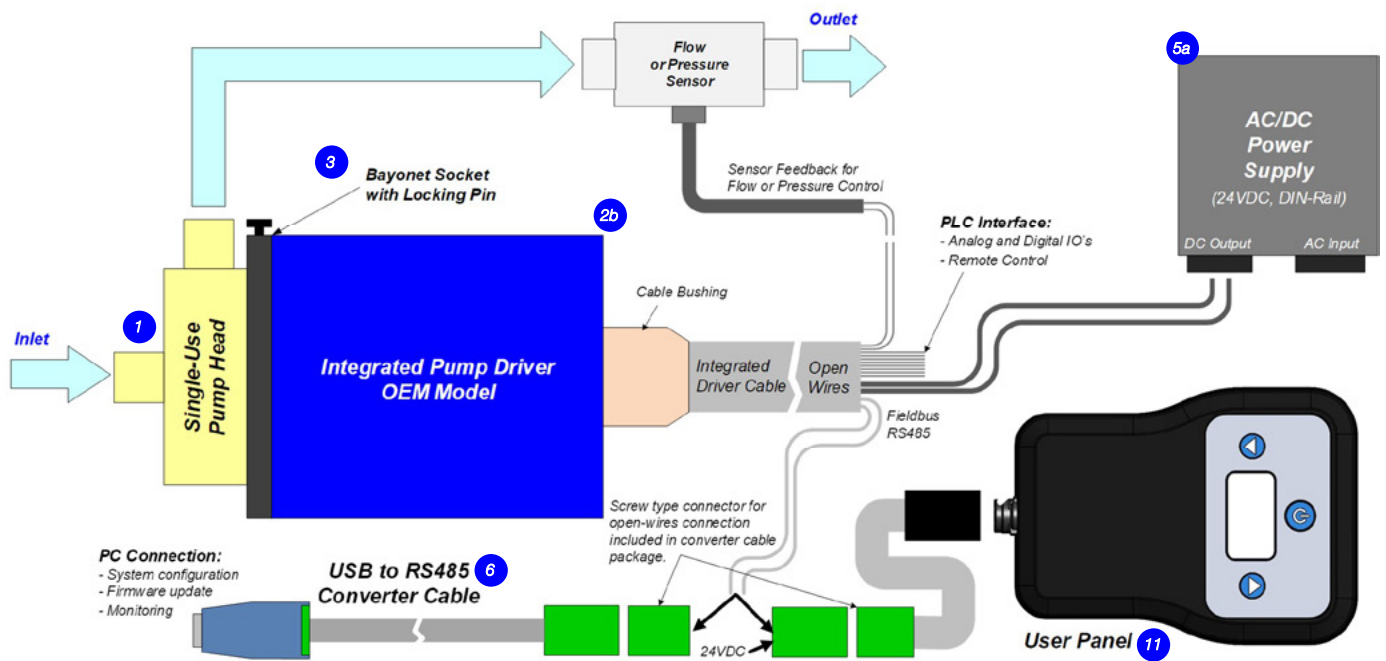 Outlet
5a
Flow
or Pressure
Sensor
AC/DC
Power
Supply
(24VDC, DIN-Rail)
DC Output
AC Input
3
Bayonet Socket
with Locking Pin
Sensor Feedback for
Flow or Pressure Control
2b
PLC Interface:
- Analog and Digital IO's
- Remote Control
Cable Bushing
1
Inlet
Single-Use
Pump Head
Integrated Pump Driver
OEM Model
Integrated
Driver Cable
Open
Wires
Fieldbus
RS485
Screw type connector for
open-wires connection
included in converter cable
package.
PC Connection:
- System configuration
- Firmware update
- Monitoring
USB to RS485
Converter Cable
6
24VDC
User Panel
11